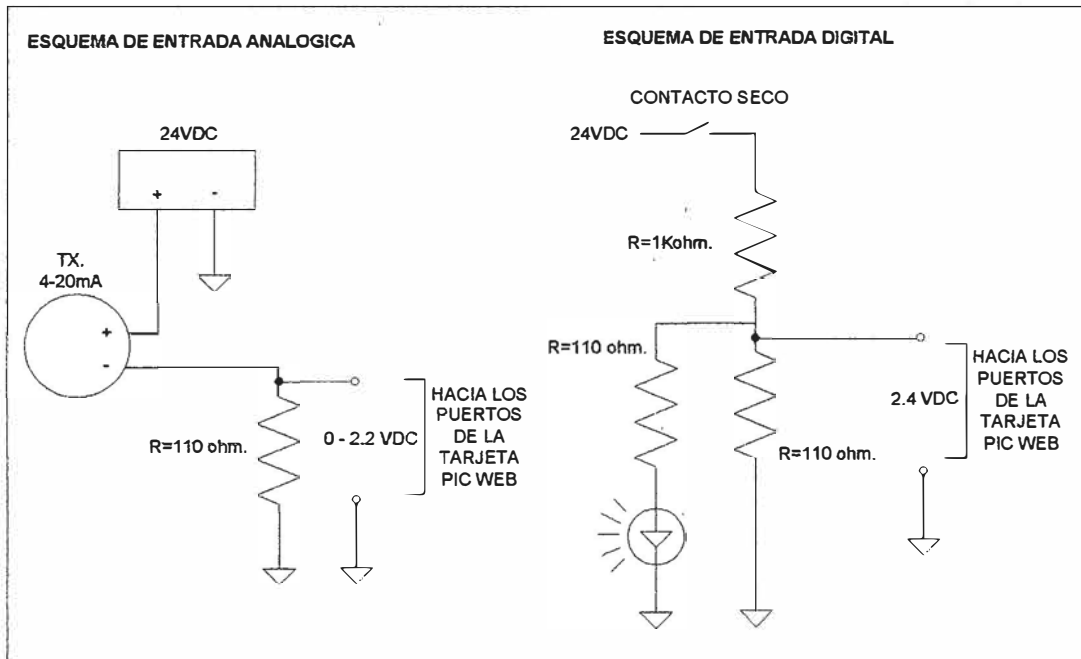 ESQUEMA DE ENTRADA ANALOGICA
24VDC
+ -
TX.
4-20mA
+
-
R=110 ohm.
0 - 2.2 VDC
HACIA LOS
PUERTOS
DE LA
TARJETA
PIC WEB
ESQUEMA DE ENTRADA DIGITAL
CONTACTO SECO
24VDC
R=1Kohm.
R=110 ohm.
R=110 ohm.
2.4 VDC
HACIA LOS
PUERTOS
DE LA
TARJETA
PIC WEB